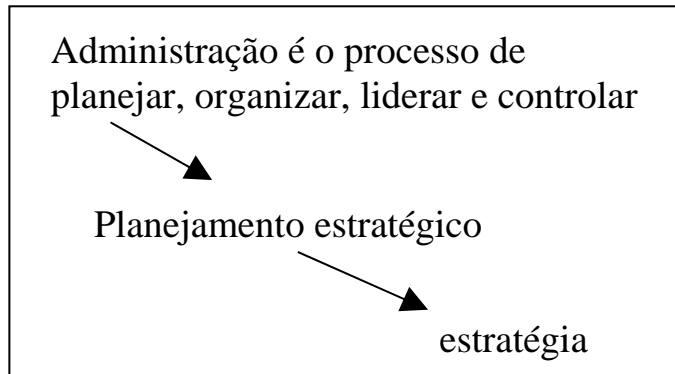 Administração é o processo de
planejar, organizar, liderar e controlar
Planejamento estratégico
estratégia